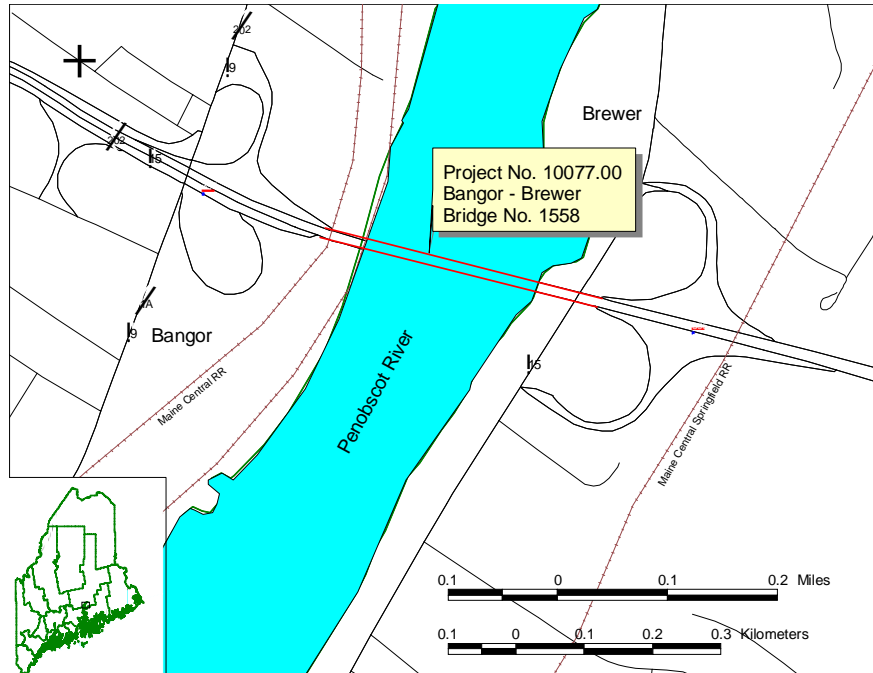 202
9
Brewer
202
15
Project No. 10077.00
Bangor - Brewer
Bridge No. 1558
1A
9
Bangor
15
Penobscot River
Maine Central RR
Maine Central Springfield RR
0.1 0 0.1 0.2 Miles
0.1 0 0.1 0.2 0.3 Kilometers